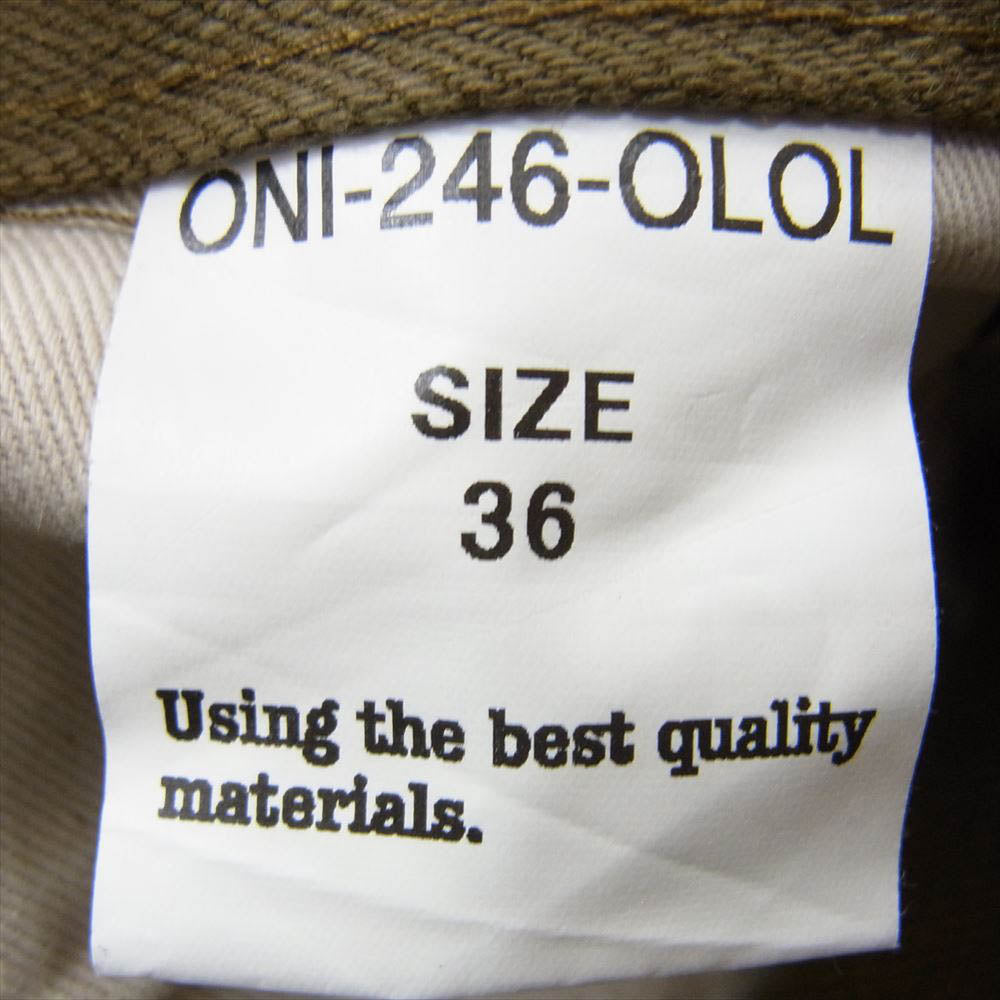 ONI-246-OLOL
SIZE
36
Using the best quality
materials.